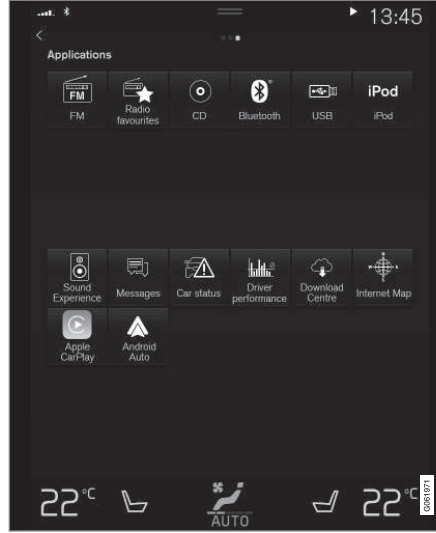 13:45
Applications
FM
iPod
FM
Radio
favourites
CD
Bluetooth
USB
iPod
Sound
Experience
Messages
Car status
Driver
performance
Download
Centre
Internet Map
Apple
CarPlay
Android
Auto
22°C
AUTO
22°C
G061971